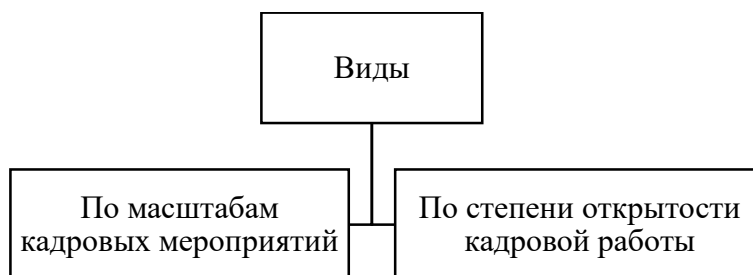 Виды
По масштабам
кадровых мероприятий
По степени открытости
кадровой работы